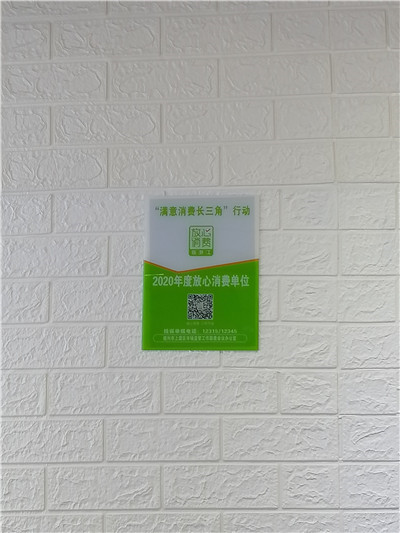 “满意消费长三角”行动
放心
消费
2020年度放心消费单位
投诉举报电话：12315/12345